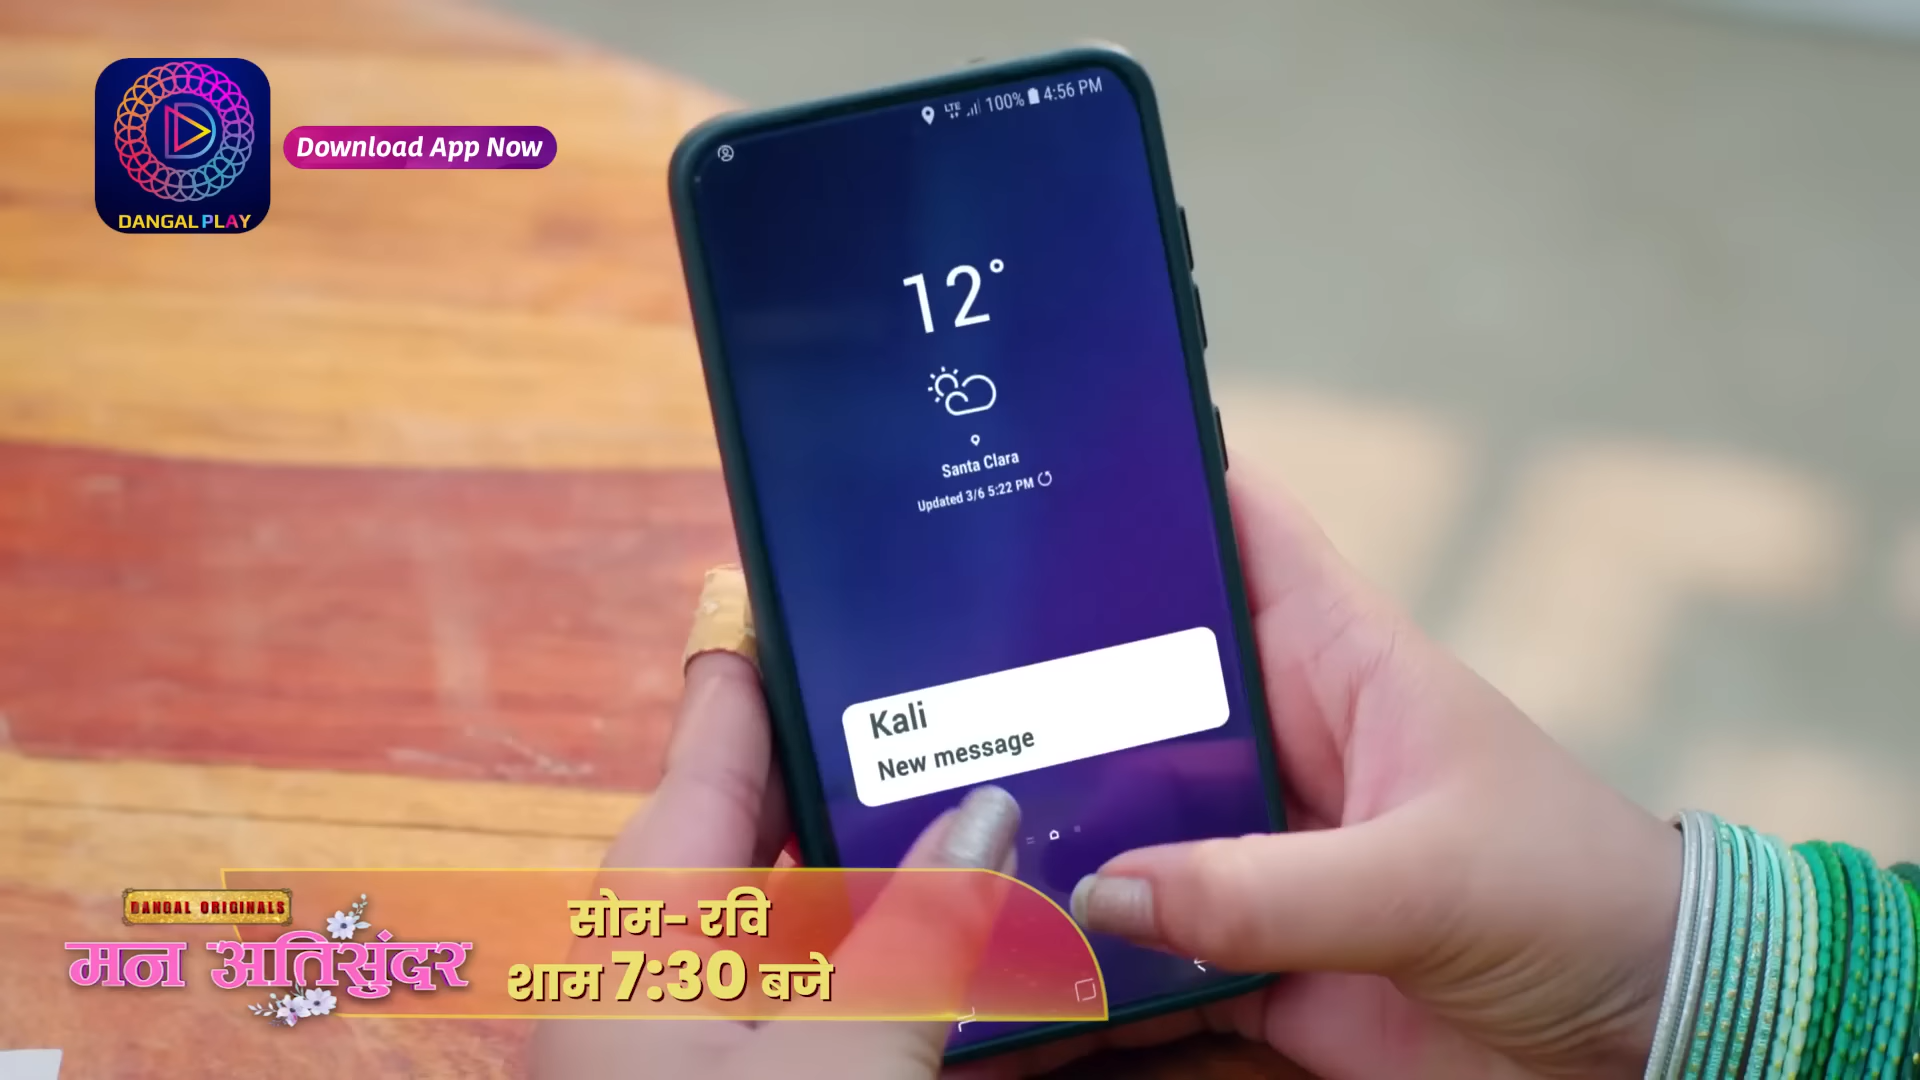 DANGAL PLAY
Download App Now
LTE 100% 4:56 PM
12°
Santa Clara
Updated 3/6 5:22 PM
Kali
New message
DANGAL ORIGINALS
मन अतिसुंदर
सोम- रवि
शाम 7:30 बजे